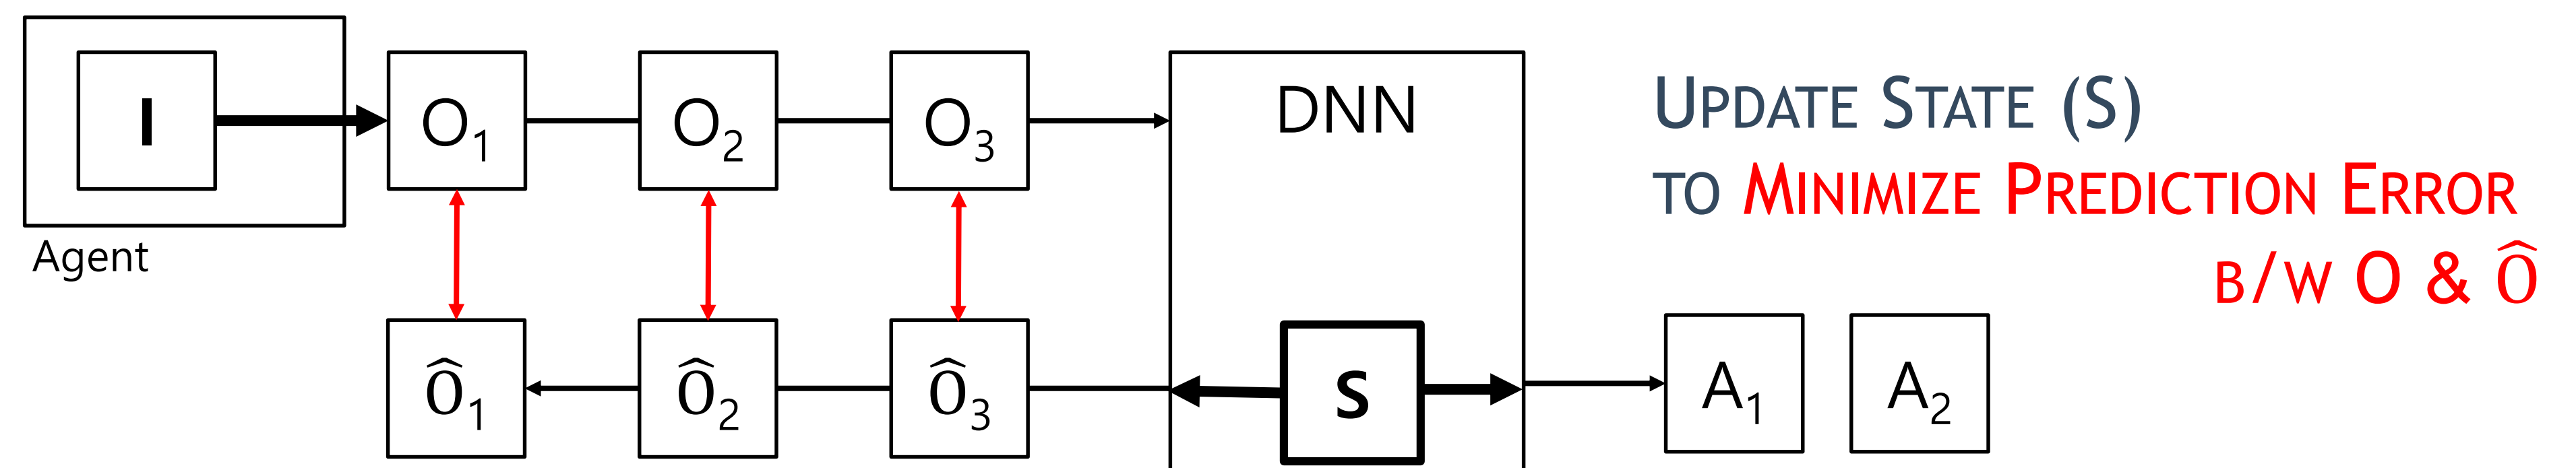 I
O₁
O₂
O₃
DNN
UPDATE STATE (S)
TO MINIMIZE PREDICTION ERROR
B/W O & Ô
Agent
Ô₁
Ô₂
Ô₃
S
A₁
A₂